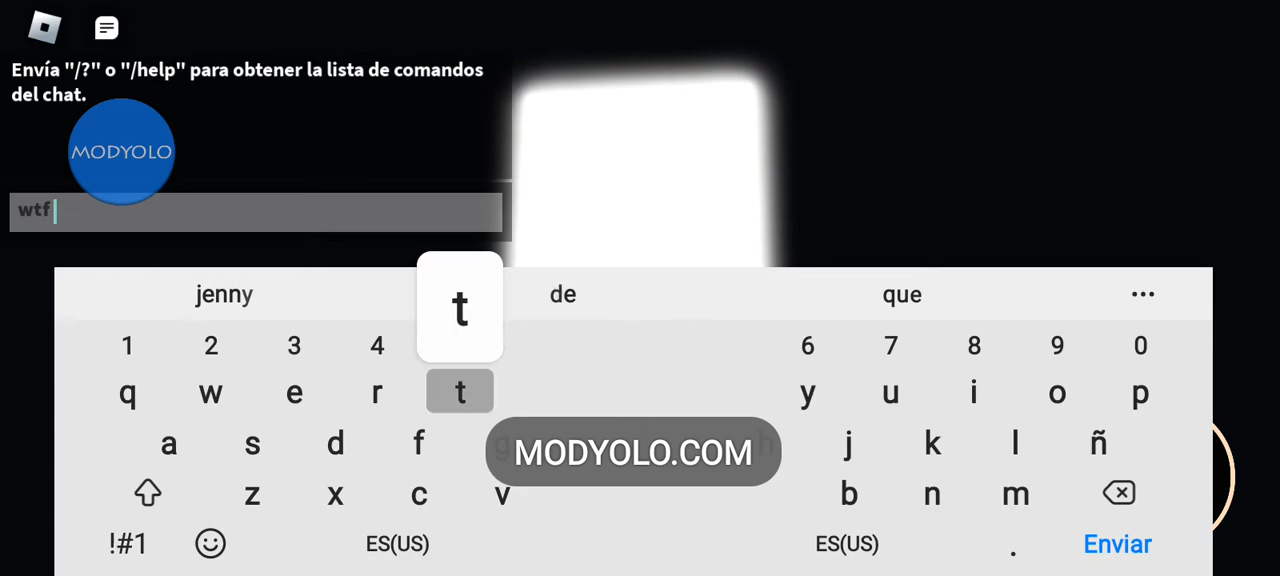 Envía "/?" o "/help" para obtener la lista de comandos
del chat.
MODYOLO
wtf
jenny de que ...
t
1 2 3 4 6 7 8 9 0
q w e r t y u i o p
a s d f g h j k l ñ
MODYOLO.COM
z x c v b n m
!#1 ES(US) ES(US) . Enviar